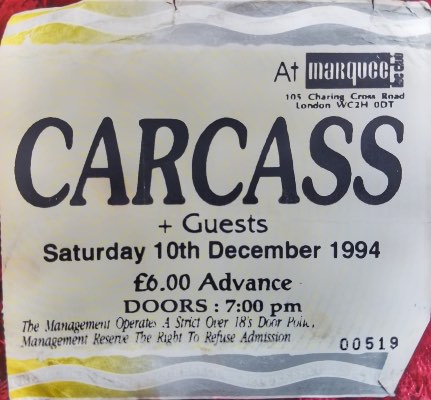 At marquee the club
105 Charing Cross Road
London WC2H 0DT
CARCASS
+ Guests
Saturday 10th December 1994
£6.00 Advance
DOORS : 7:00 pm
The Management Operates A Strict Over 18's Door
Management Reserve The Right To Refuse Admission
00519